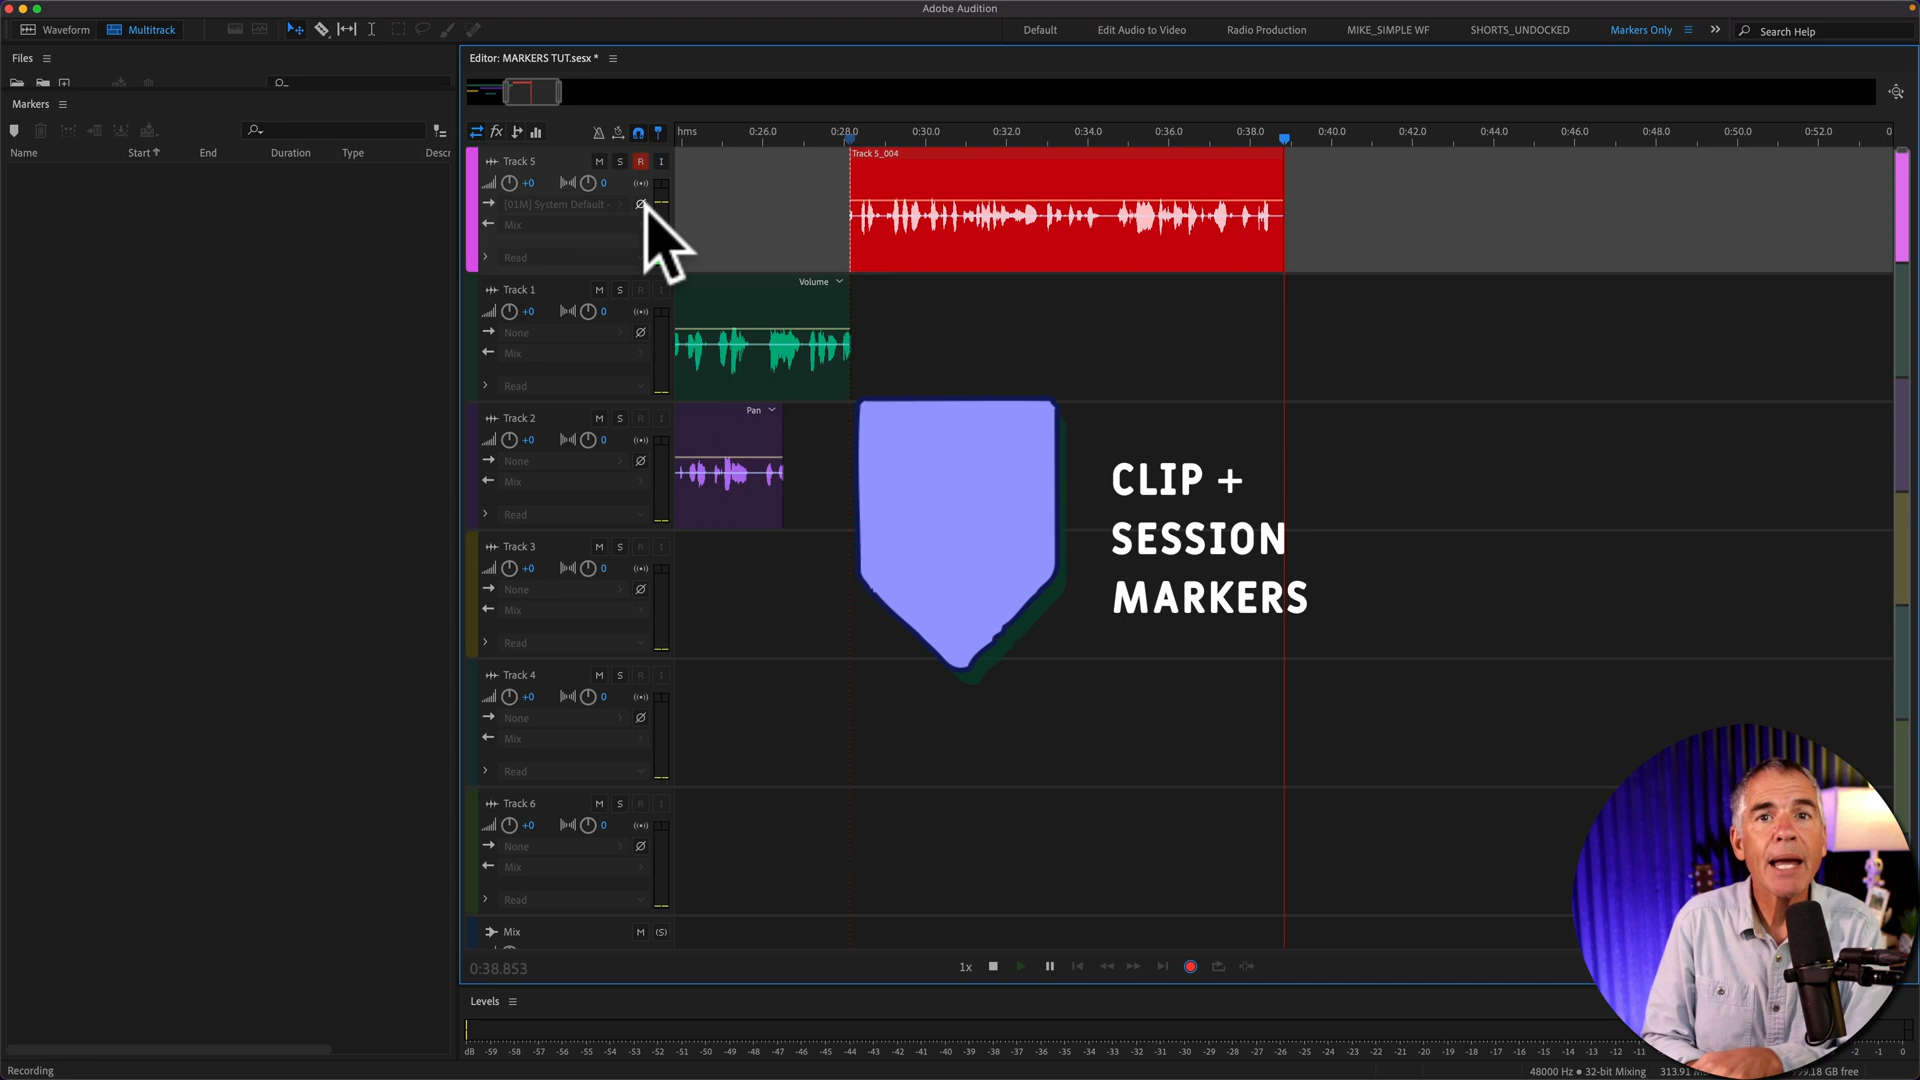 Adobe Audition
Waveform
Multitrack
Default
Edit Audio to Video
Radio Production
MIKE_SIMPLE WF
SHORTS_UNDOCKED
Markers Only
Search Help
Files
Markers
Name
Start
End
Duration
Type
Descr
Editor: MARKERS TUT.sesx *
fx
hms
0:26.0
0:28.0
0:30.0
0:32.0
0:34.0
0:36.0
0:38.0
0:40.0
0:42.0
0:44.0
0:46.0
0:48.0
0:50.0
0:52.0
0
Track 5
M S R I
+0
0
[01M] System Default -
Mix
Read
Track 5_004
Track 1
M S R I
+0
0
None
Mix
Read
Volume
Track 2
M S R I
+0
0
None
Mix
Read
Pan
CLIP +
SESSION
MARKERS
Track 3
M S R I
+0
0
None
Mix
Read
Track 4
M S R I
+0
0
None
Mix
Read
Track 6
M S R I
+0
0
None
Mix
Read
Mix
M (S)
0:38.853
1x
Levels
dB -59 -58 -57 -56 -55 -54 -53 -52 -51 -50 -49 -48 -47 -46 -45 -44 -43 -42 -41 -40 -39 -38 -37 -36 -35 -34 -33 -32 -31 -30 -29 -28 -27 -26 -25 -24 -23 -22 -21 -20 -19 -18 -17 -16 -15 -14 -13 -12 -11 -2 -1 0
Recording
48000 Hz • 32-bit Mixing
313.91
GB free